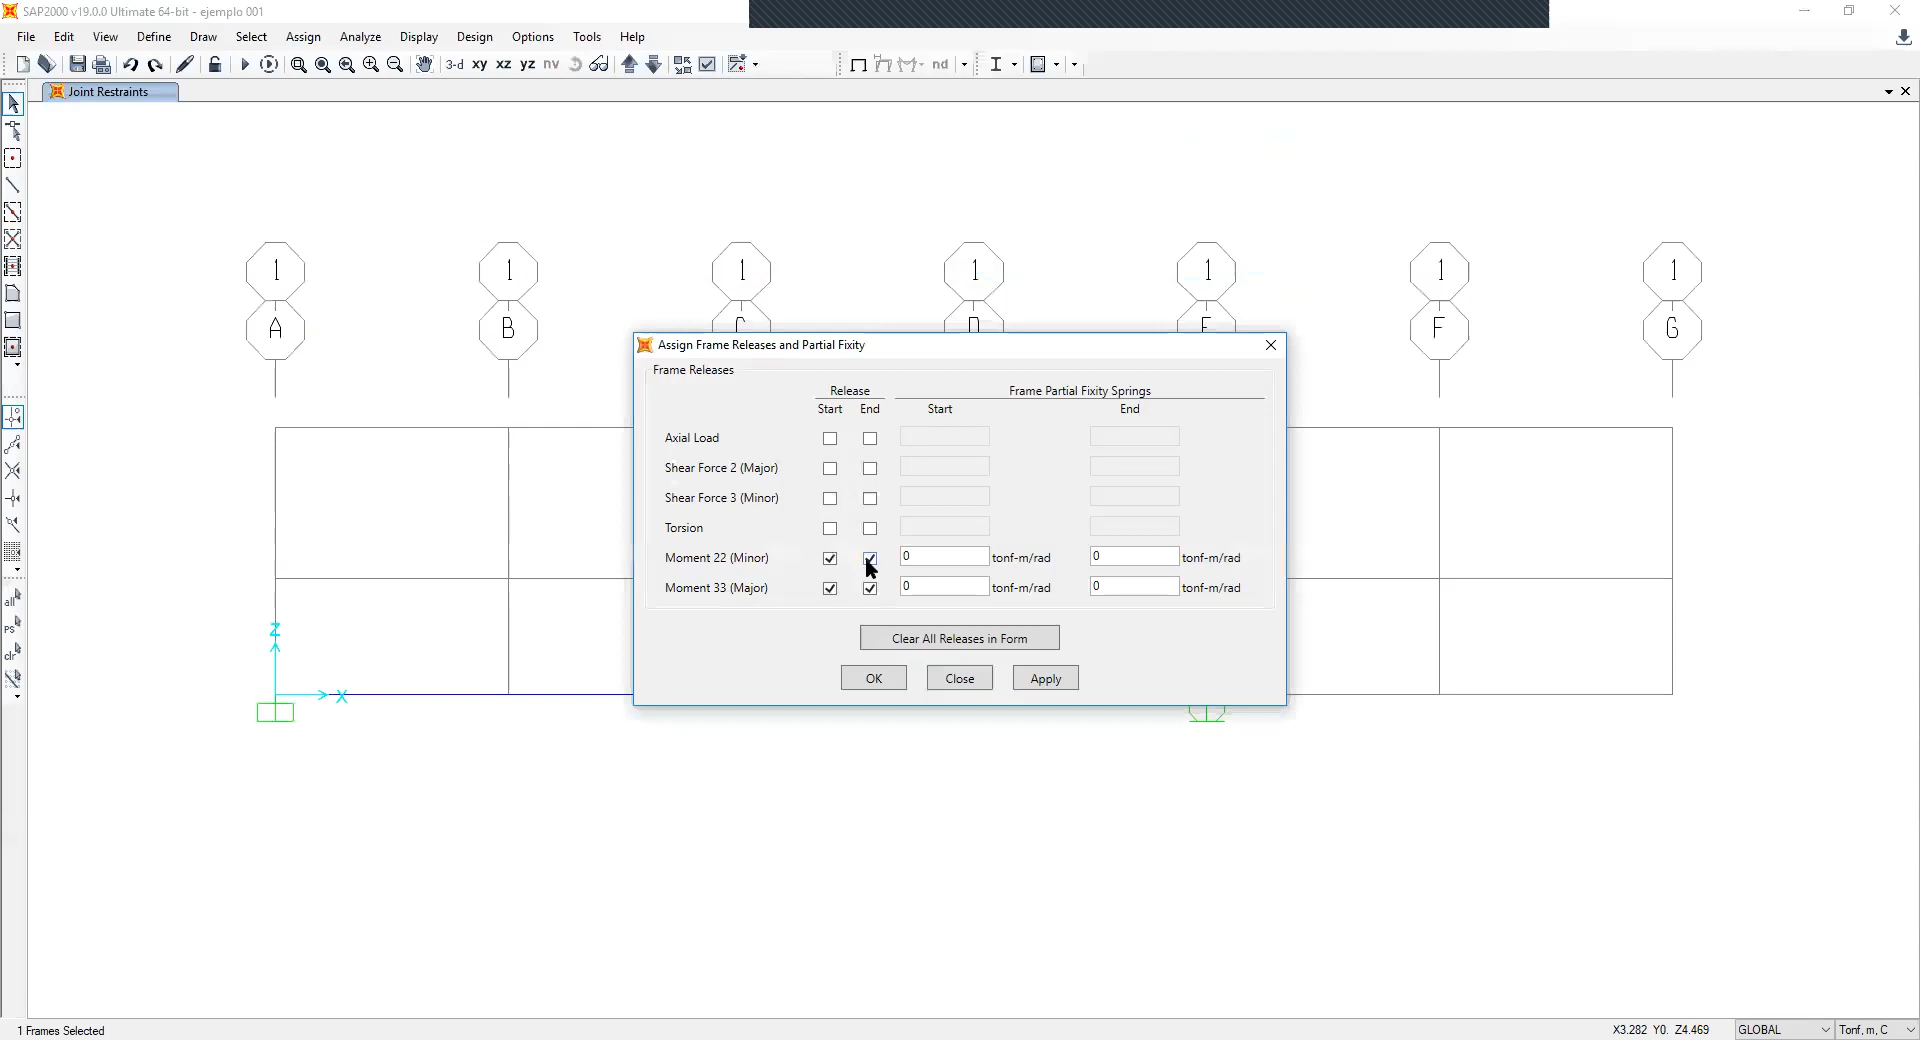 SAP2000 v19.0.0 Ultimate 64-bit - ejemplo 001
File Edit View Define Draw Select Assign Analyze Display Design Options Tools Help
3-d xy xz yz nv nd
Joint Restraints
1 1 1 1 1 1 1
A B C D E F G
Assign Frame Releases and Partial Fixity
Frame Releases
Release Frame Partial Fixity Springs
Start End Start End
Axial Load
Shear Force 2 (Major)
Shear Force 3 (Minor)
Torsion
Moment 22 (Minor) 0 tonf-m/rad 0 tonf-m/rad
Moment 33 (Major) 0 tonf-m/rad 0 tonf-m/rad
Clear All Releases in Form
OK Close Apply
all
PS
clr
Z
X
1 Frames Selected X3.282 Y0. Z4.469 GLOBAL Tonf, m, C